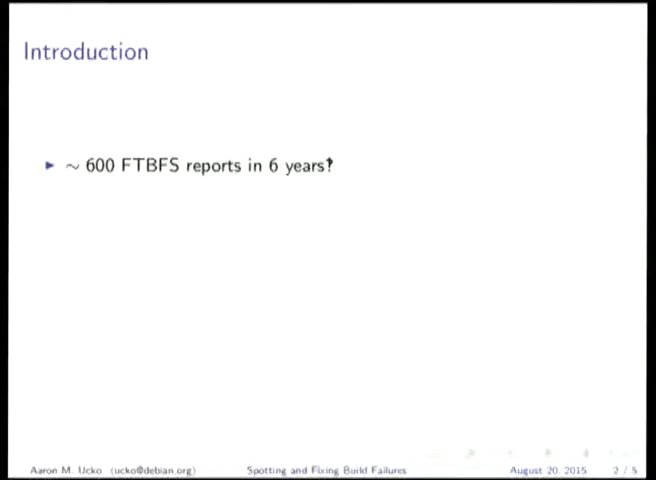 Introduction
► ~ 600 FTBFS reports in 6 years‽
Aaron M. Ucko (ucko@debian.org) Spotting and Fixing Build Failures August 20, 2015 2 / 5